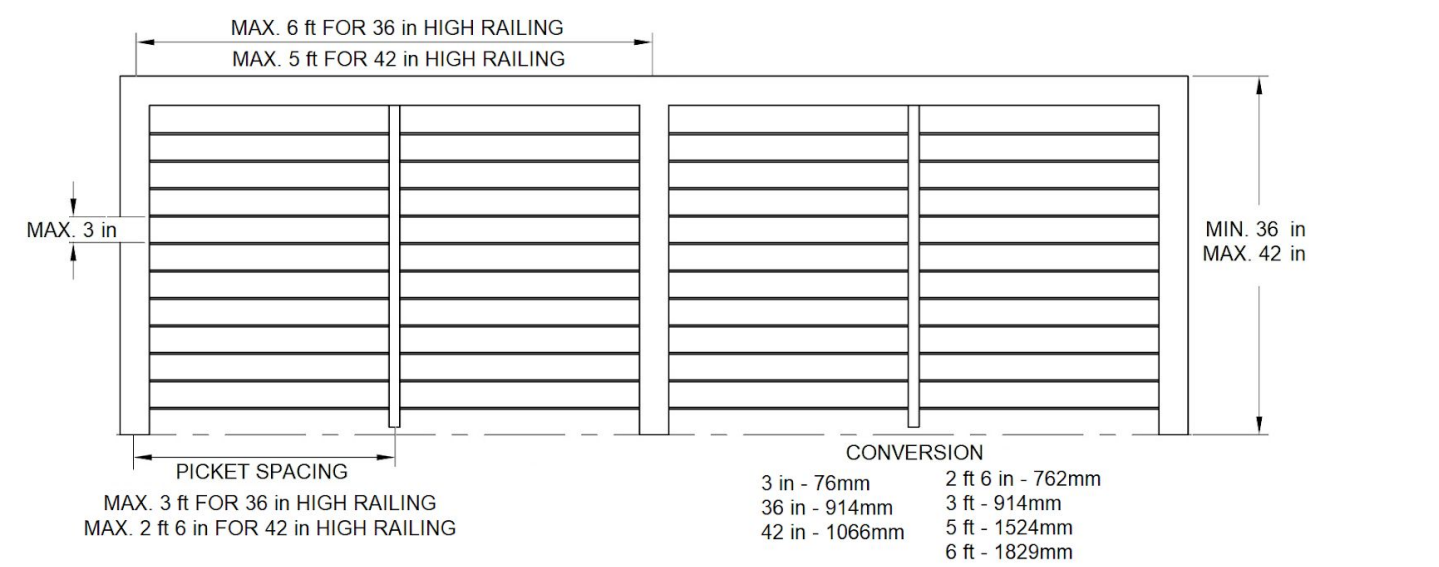 MAX. 6 ft FOR 36 in HIGH RAILING
MAX. 5 ft FOR 42 in HIGH RAILING
MAX. 3 in
MIN. 36 in
MAX. 42 in
PICKET SPACING
MAX. 3 ft FOR 36 in HIGH RAILING
MAX. 2 ft 6 in FOR 42 in HIGH RAILING
CONVERSION
3 in - 76mm
36 in - 914mm
42 in - 1066mm
2 ft 6 in - 762mm
3 ft - 914mm
5 ft - 1524mm
6 ft - 1829mm